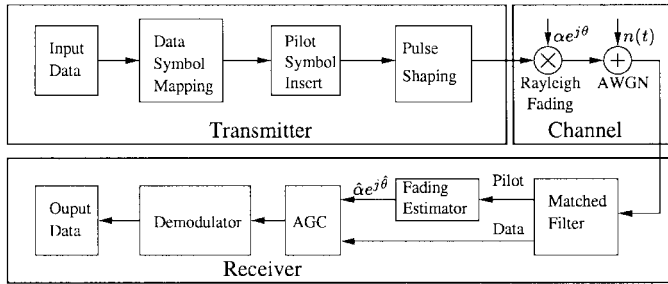 Input
Data
Data
Symbol
Mapping
Pilot
Symbol
Insert
Pulse
Shaping
Transmitter
αe^{jθ}
n(t)
Rayleigh
Fading
AWGN
Channel
Ouput
Data
Demodulator
AGC
α̂e^{jθ̂}
Fading
Estimator
Pilot
Data
Matched
Filter
Receiver